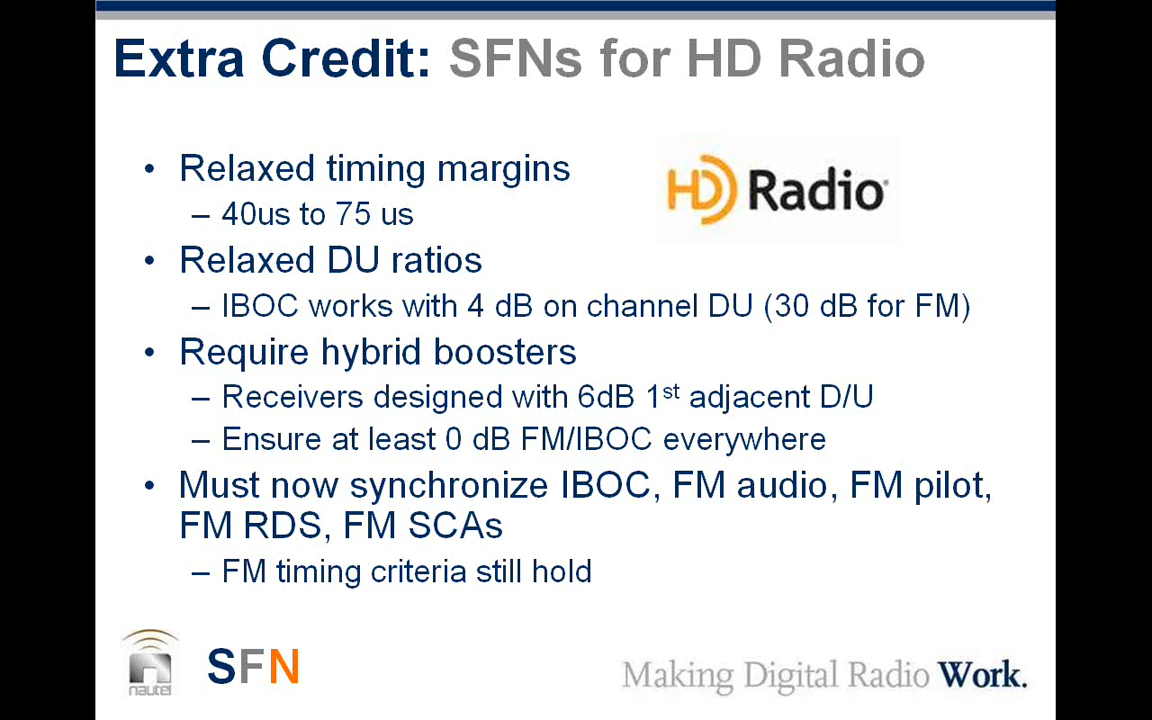 Extra Credit: SFNs for HD Radio
• Relaxed timing margins
– 40us to 75 us
HD Radio
• Relaxed DU ratios
– IBOC works with 4 dB on channel DU (30 dB for FM)
• Require hybrid boosters
– Receivers designed with 6dB 1st adjacent D/U
– Ensure at least 0 dB FM/IBOC everywhere
• Must now synchronize IBOC, FM audio, FM pilot,
FM RDS, FM SCAs
– FM timing criteria still hold
nautel
SFN
Making Digital Radio Work.